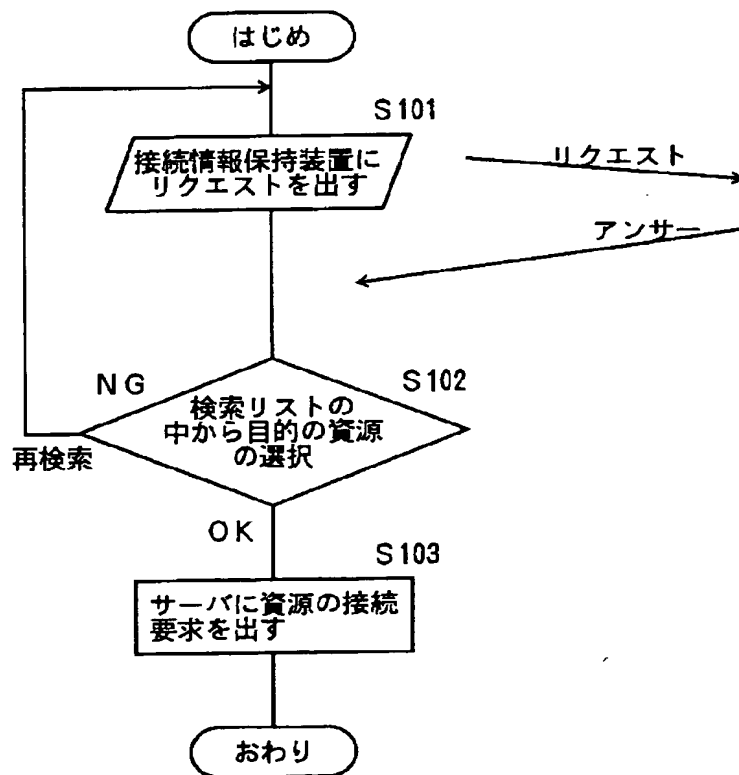 はじめ
S101
接続情報保持装置に
リクエストを出す
リクエスト
アンサー
NG
S102
検索リストの
中から目的の資源
の選択
再検索
OK
S103
サーバに資源の接続
要求を出す
おわり